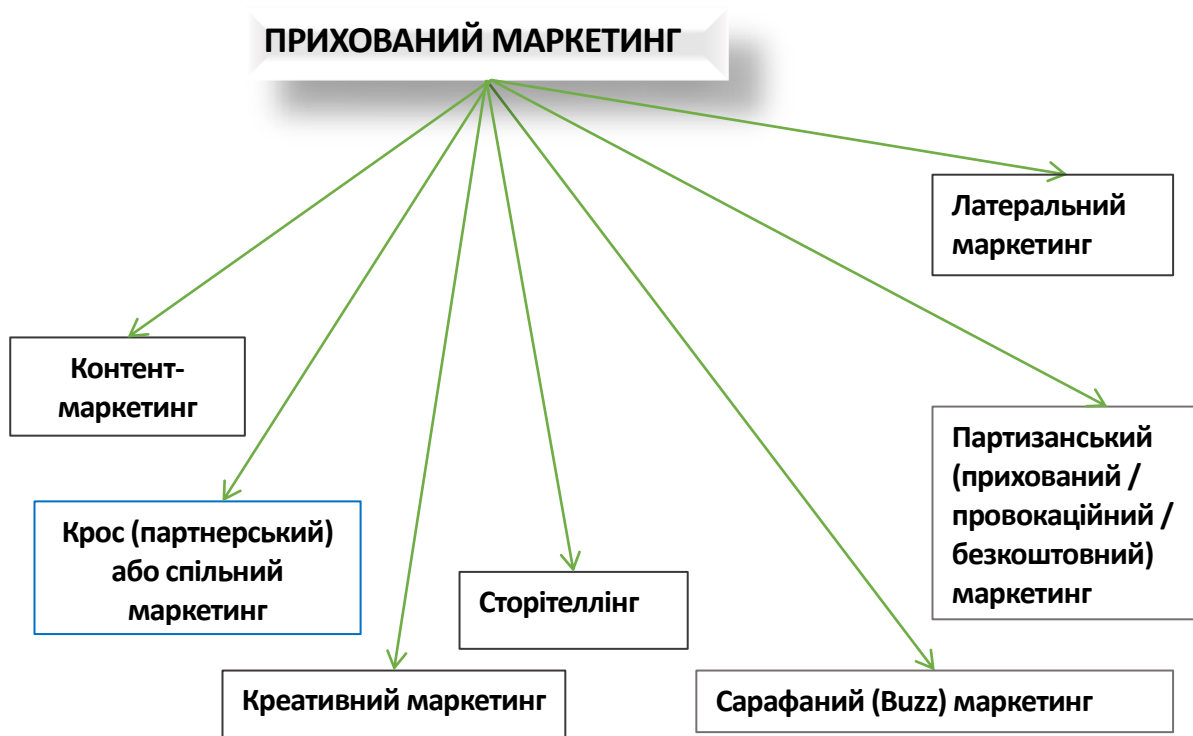 ПРИХОВАНИЙ МАРКЕТИНГ
Латеральний
маркетинг
Контент-
маркетинг
Партизанський
(прихований /
провокаційний /
безкоштовний)
маркетинг
Крос (партнерський)
або спільний
маркетинг
Сторітеллінг
Креативний маркетинг
Сарафаний (Buzz) маркетинг